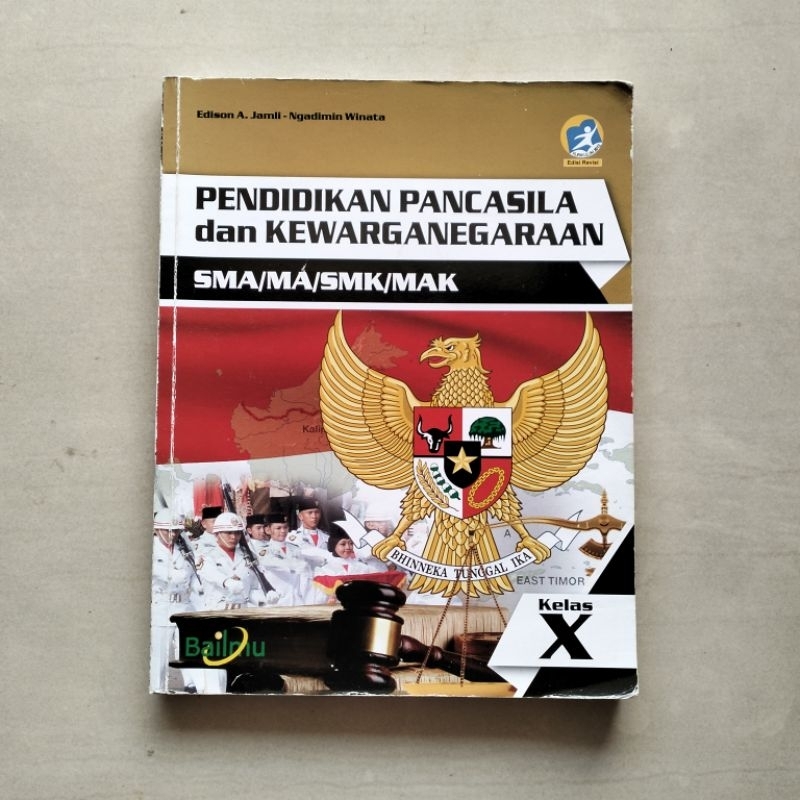 Edison A. Jamli - Ngadimin Winata
Edisi Revisi
PENDIDIKAN PANCASILA
dan KEWARGANEGARAAN
SMA/MA/SMK/MAK
Kali
A
BHINNEKA TUNGGAL IKA
EAST TIMOR
Kelas
X
Bailmu